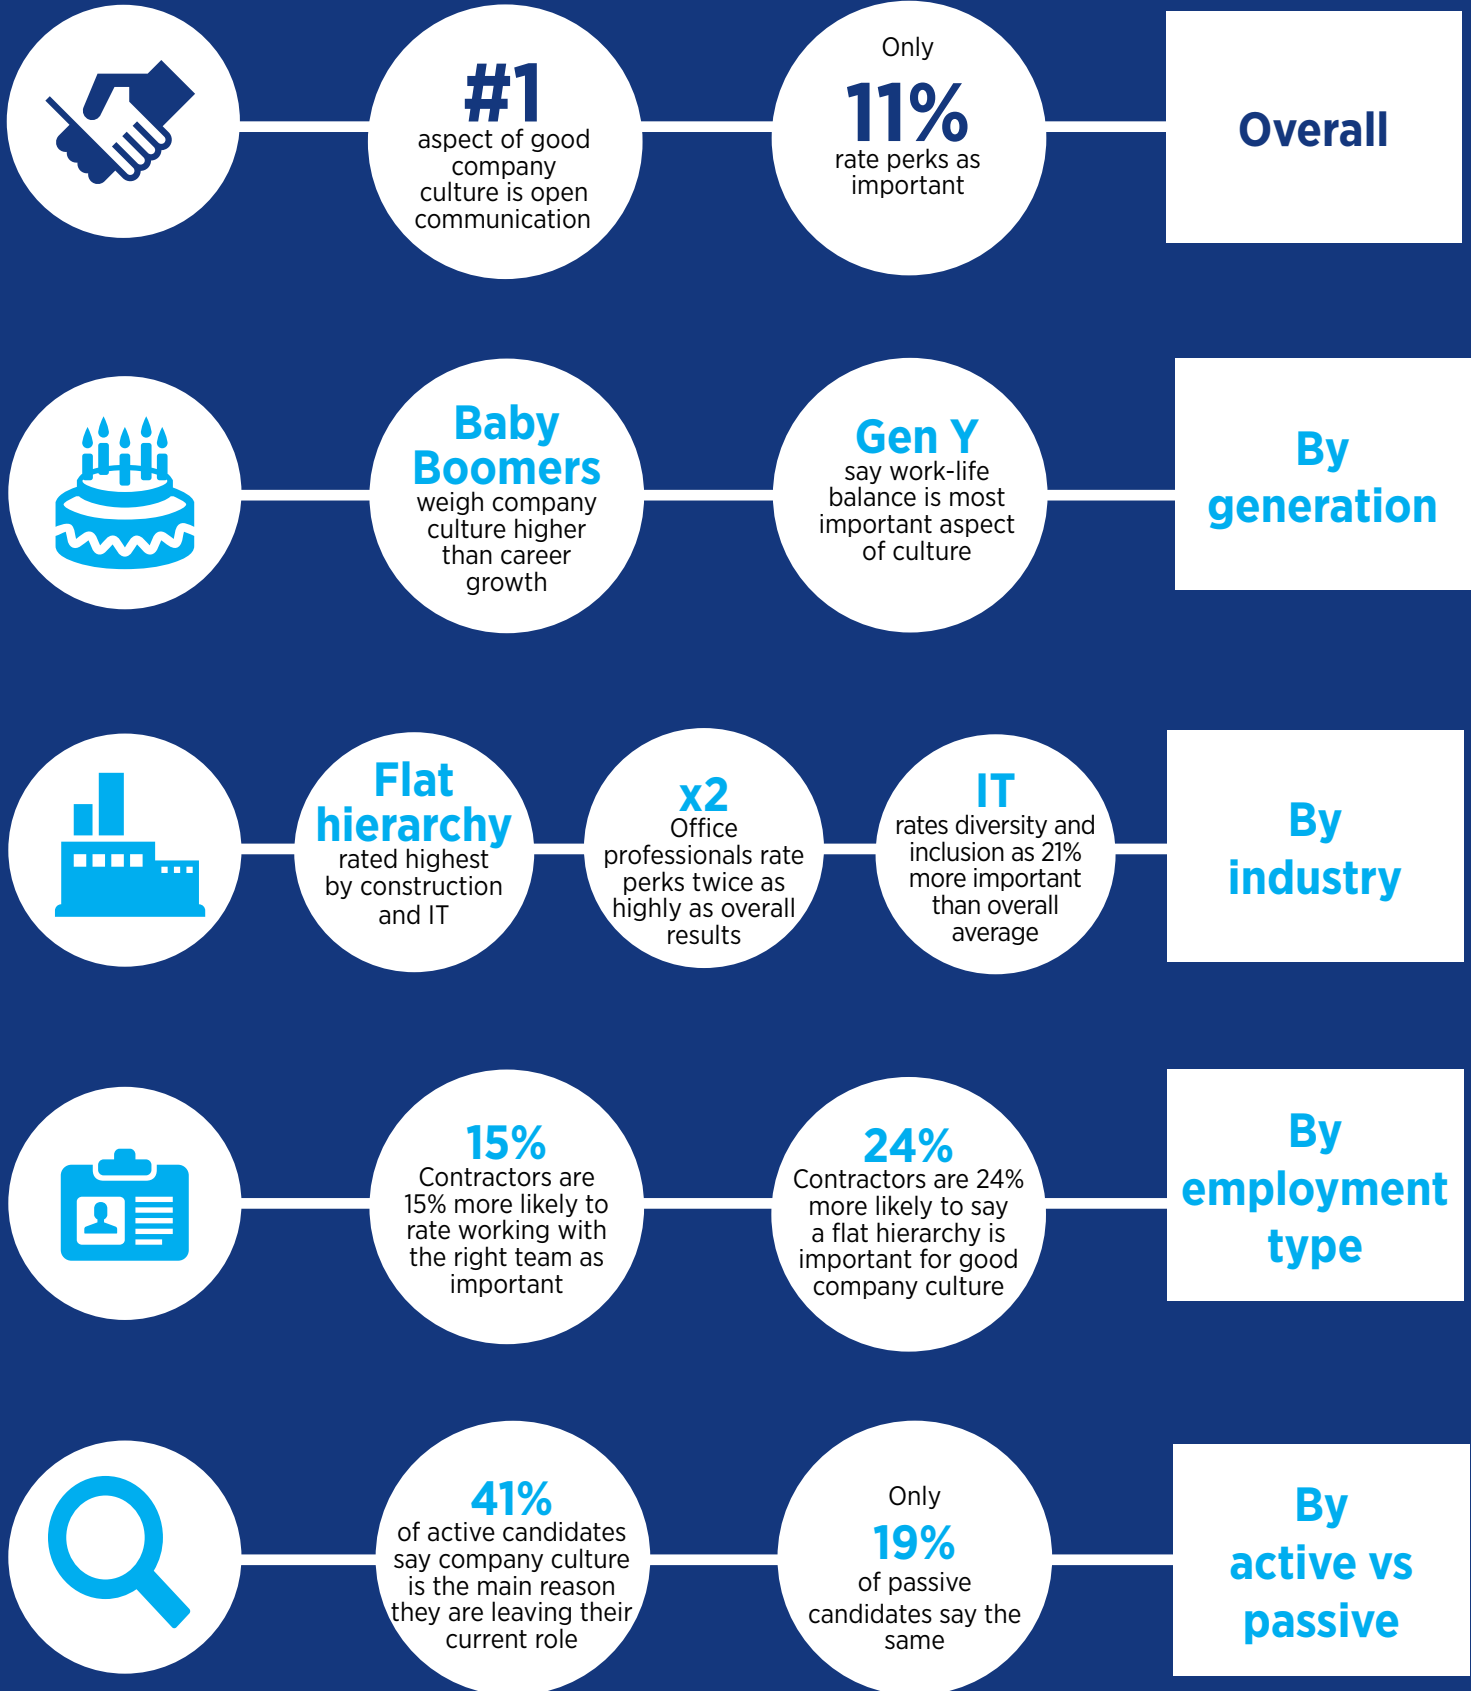 #1
aspect of good
company
culture is open
communication
Only
11%
rate perks as
important
Overall
Baby
Boomers
weigh company
culture higher
than career
growth
Gen Y
say work-life
balance is most
important aspect
of culture
By
generation
Flat
hierarchy
rated highest
by construction
and IT
x2
Office
professionals rate
perks twice as
highly as overall
results
IT
rates diversity and
inclusion as 21%
more important
than overall
average
By
industry
15%
Contractors are
15% more likely to
rate working with
the right team as
important
24%
Contractors are 24%
more likely to say
a flat hierarchy is
important for good
company culture
By
employment
type
41%
of active candidates
say company culture
is the main reason
they are leaving their
current role
Only
19%
of passive
candidates say the
same
By
active vs
passive